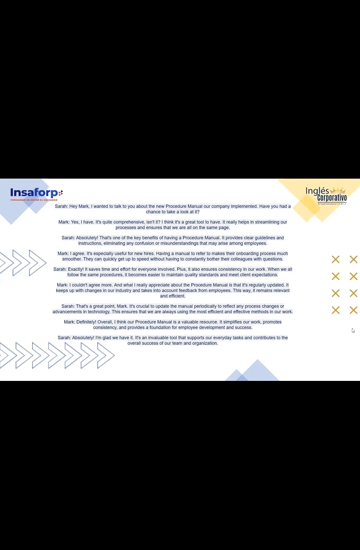 Insaforp
Inglés
Corporativo
Sarah: Hey Mark, I wanted to talk to you about the new Procedure Manual our company implemented. Have you had a
chance to take a look at it?
Mark: Yes, I have. It's quite comprehensive, isn't it? I think it's a great tool to have. It really helps in streamlining our
processes and ensures that we are all on the same page.
Sarah: Absolutely! That's one of the key benefits of having a Procedure Manual. It provides clear guidelines and
instructions, eliminating any confusion or misunderstandings that may arise among employees.
Mark: I agree. It's especially useful for new hires. Having a manual to refer to makes their onboarding process much
smoother. They can quickly get up to speed without having to constantly bother their colleagues with questions.
Sarah: Exactly! It saves time and effort for everyone involved. Plus, it also ensures consistency in our work. When we all
follow the same procedures, it becomes easier to maintain quality standards and meet client expectations.
Mark: I couldn't agree more. And what I really appreciate about the Procedure Manual is that it's regularly updated. It
keeps up with changes in our industry and takes into account feedback from employees. This way, it remains relevant
and efficient.
Sarah: That's a great point, Mark. It's crucial to update the manual periodically to reflect any process changes or
advancements in technology. This ensures that we are always using the most efficient and effective methods in our work.
Mark: Definitely! Overall, I think our Procedure Manual is a valuable resource. It simplifies our work, promotes
consistency, and provides a foundation for employee development and success.
Sarah: Absolutely! I'm glad we have it. It's an invaluable tool that supports our everyday tasks and contributes to the
overall success of our team and organization.